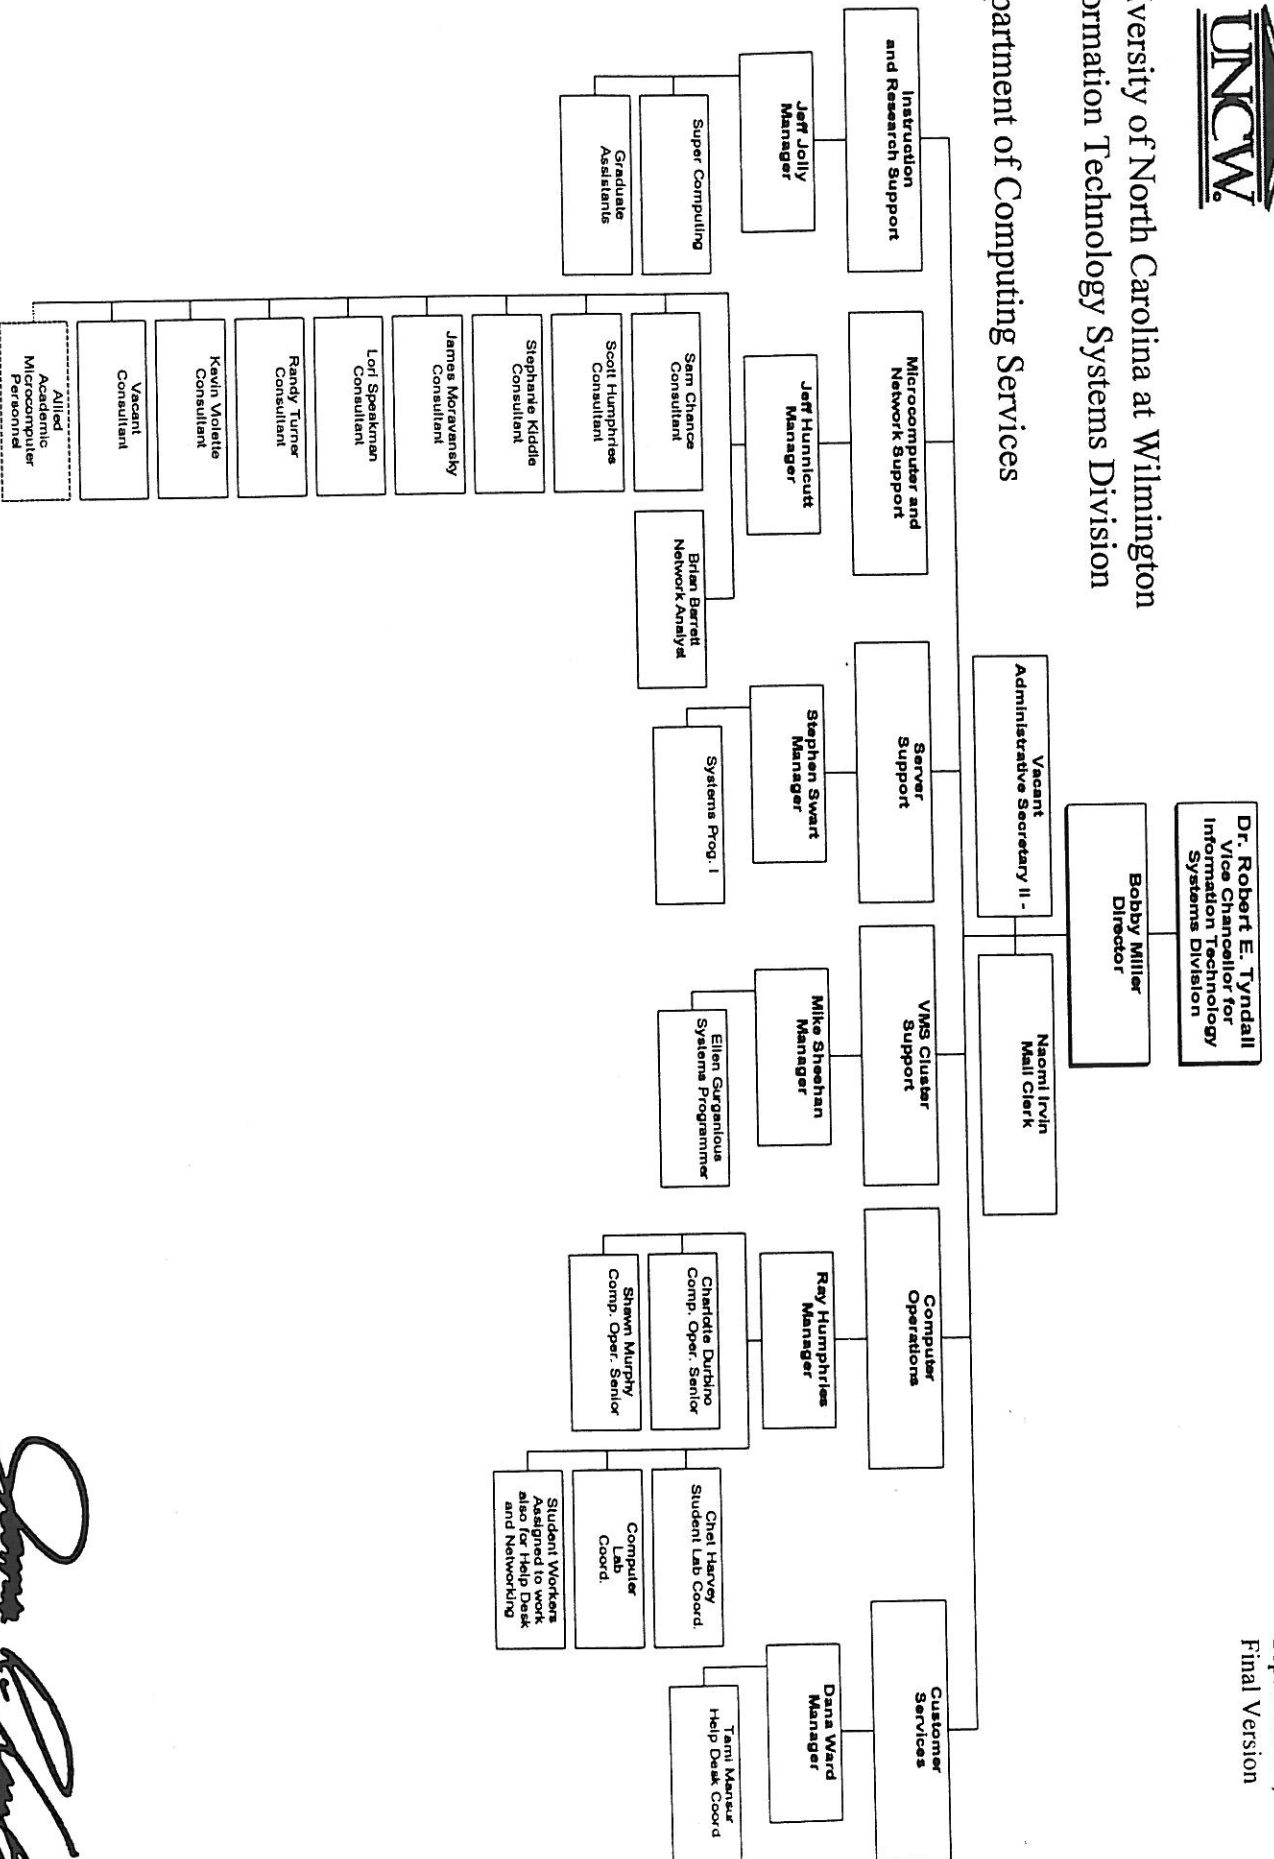 UNCW
versity of North Carolina at Wilmington
ormation Technology Systems Division
partment of Computing Services
Final Version
Dr. Robert E. Tyndall
Vice Chancellor for
Information Technology
Systems Division
Bobby Miller
Director
Vacant
Administrative Secretary II -
Naomi Irvin
Mail Clerk
Instruction
and Research Support
Jeff Jolly
Manager
Super Computing
Graduate
Assistants
Microcomputer and
Network Support
Jeff Hunnicutt
Manager
Sam Chance
Consultant
Scott Humphries
Consultant
Stephanie Kiddle
Consultant
James Moravansky
Consultant
Lori Speakman
Consultant
Randy Turner
Consultant
Kevin Violette
Consultant
Vacant
Consultant
Allied
Academic
Microcomputer
Personel
Brian Barrett
Network Analyst
Server
Support
Stephen Swart
Manager
Systems Prog. I
VMS Cluster
Support
Mike Sheehan
Manager
Ellen Gurganious
Systems Programmer
Computer
Operations
Ray Humphries
Manager
Charlotte Durbino
Comp. Oper. Senior
Shawn Murphy
Comp. Oper. Senior
Chet Harvey
Student Lab Coord.
Computer
Lab
Coord.
Student Workers
Assigned to work
also for Help Desk
and Networking
Customer
Services
Dana Ward
Manager
Tami Mansur
Help Desk Coord